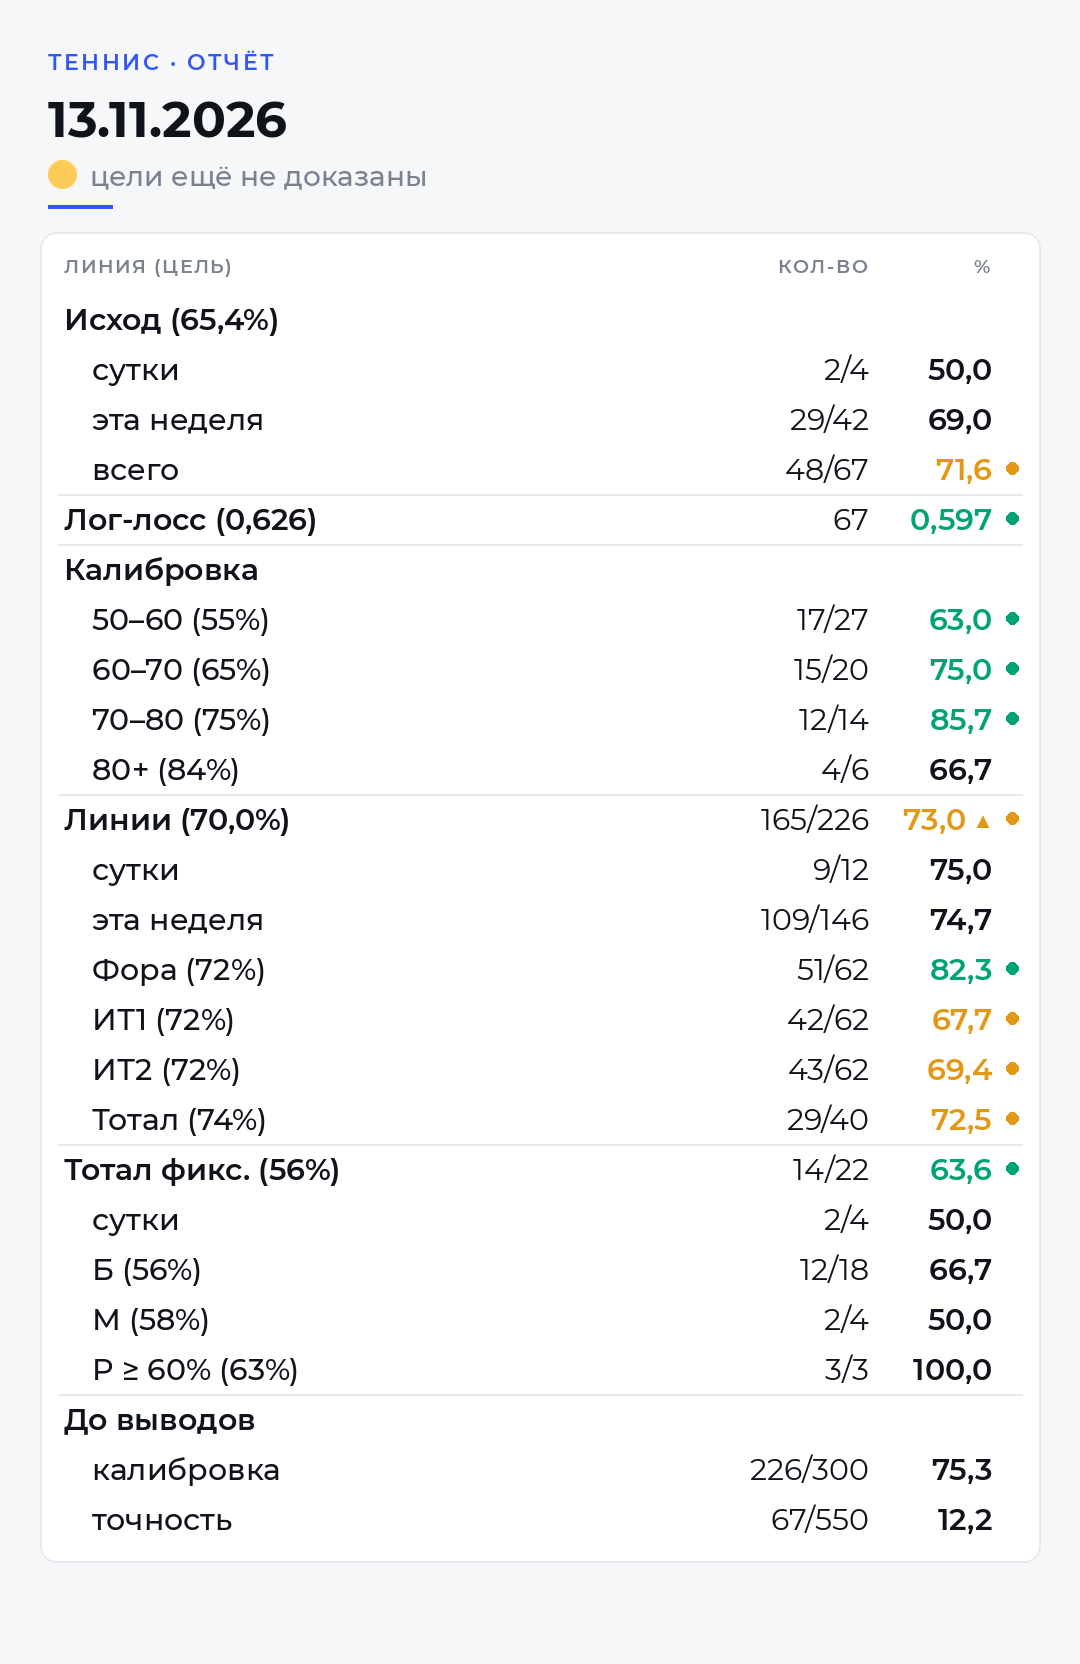 ТЕННИС · ОТЧЁТ
13.11.2026
цели ещё не доказаны
ЛИНИЯ (ЦЕЛЬ) КОЛ-ВО %
Исход (65,4%)
сутки 2/4 50,0
эта неделя 29/42 69,0
всего 48/67 71,6
Лог-лосс (0,626) 67 0,597
Калибровка
50–60 (55%) 17/27 63,0
60–70 (65%) 15/20 75,0
70–80 (75%) 12/14 85,7
80+ (84%) 4/6 66,7
Линии (70,0%) 165/226 73,0 ▲
сутки 9/12 75,0
эта неделя 109/146 74,7
Фора (72%) 51/62 82,3
ИТ1 (72%) 42/62 67,7
ИТ2 (72%) 43/62 69,4
Тотал (74%) 29/40 72,5
Тотал фикс. (56%) 14/22 63,6
сутки 2/4 50,0
Б (56%) 12/18 66,7
М (58%) 2/4 50,0
Р ≥ 60% (63%) 3/3 100,0
До выводов
калибровка 226/300 75,3
точность 67/550 12,2